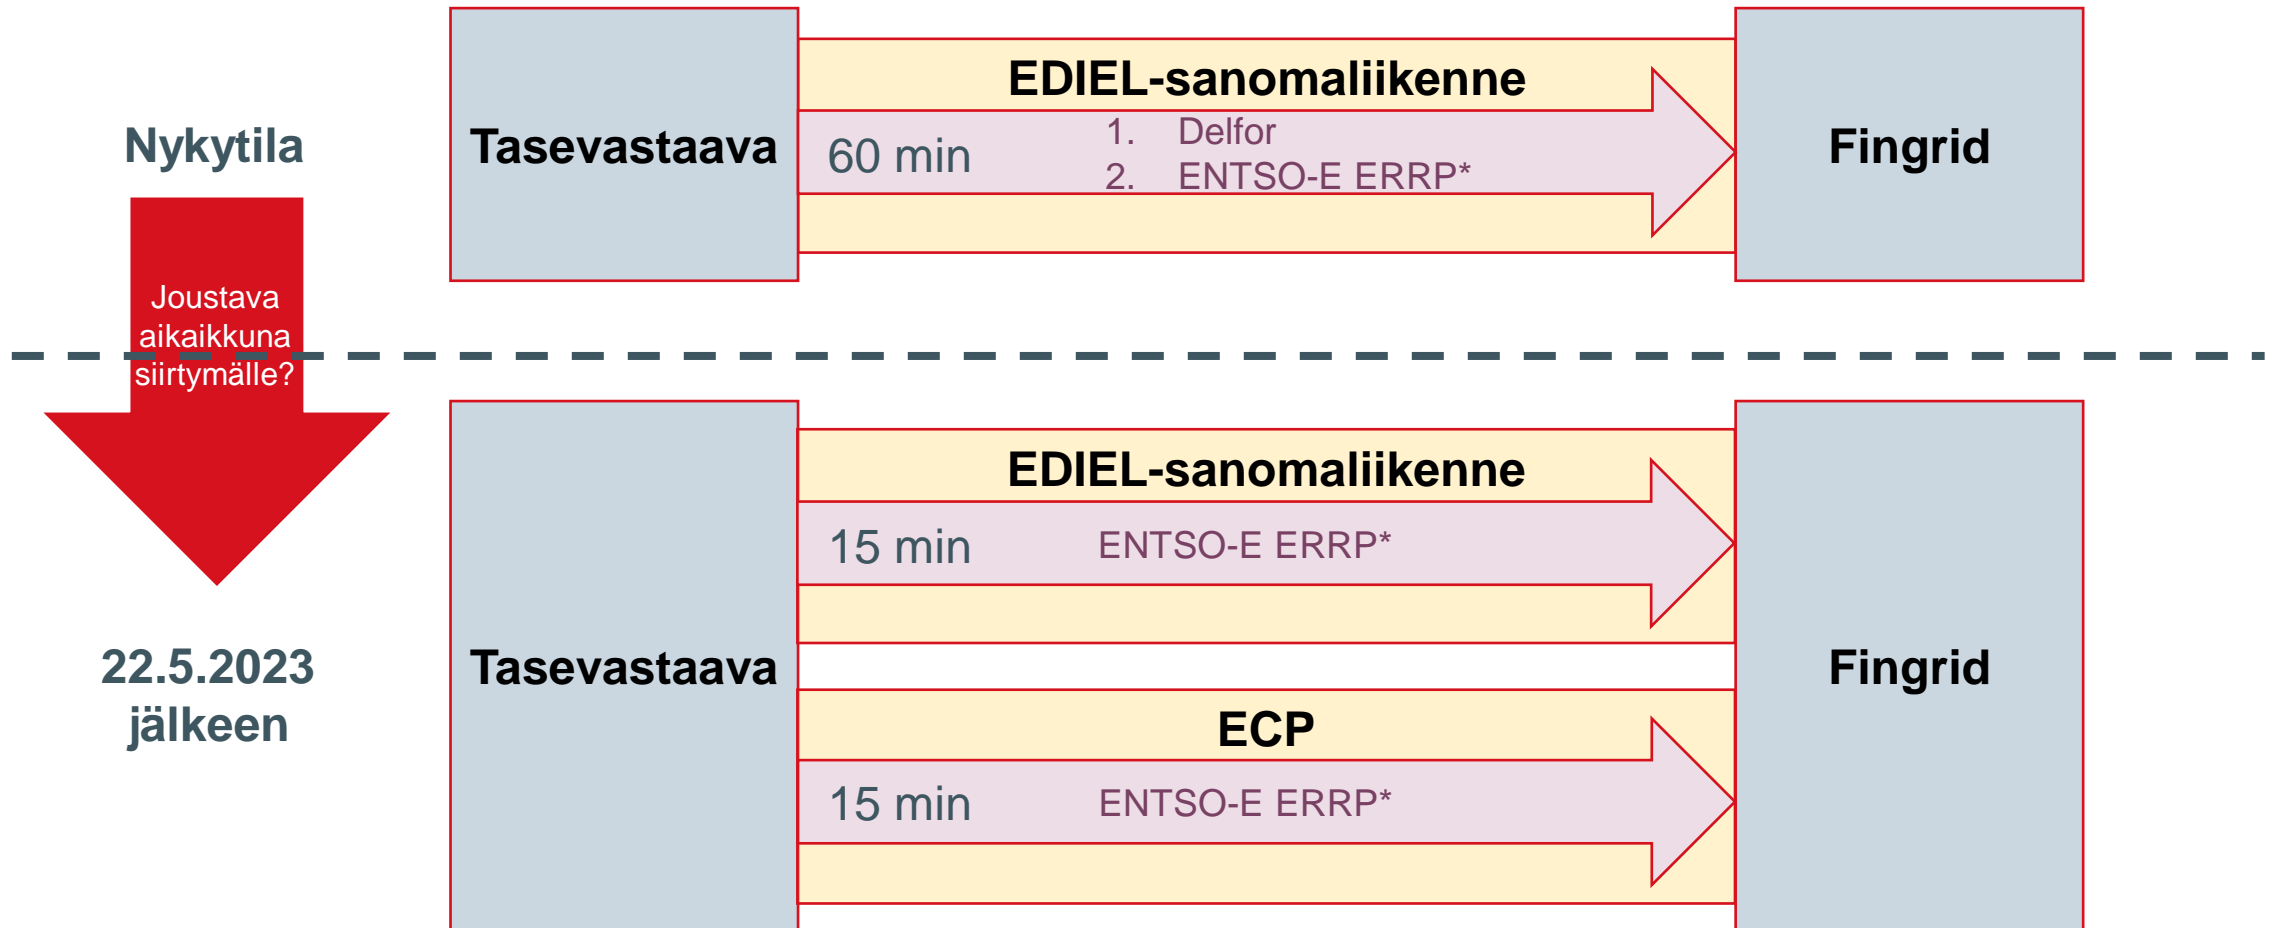 Nykytila
Joustava
aikaikkuna
siirtymälle?
22.5.2023
jälkeen
Tasevastaava
EDIEL-sanomaliikenne
60 min
1. Delfor
2. ENTSO-E ERRP*
Fingrid
Tasevastaava
EDIEL-sanomaliikenne
15 min ENTSO-E ERRP*
ECP
15 min ENTSO-E ERRP*
Fingrid